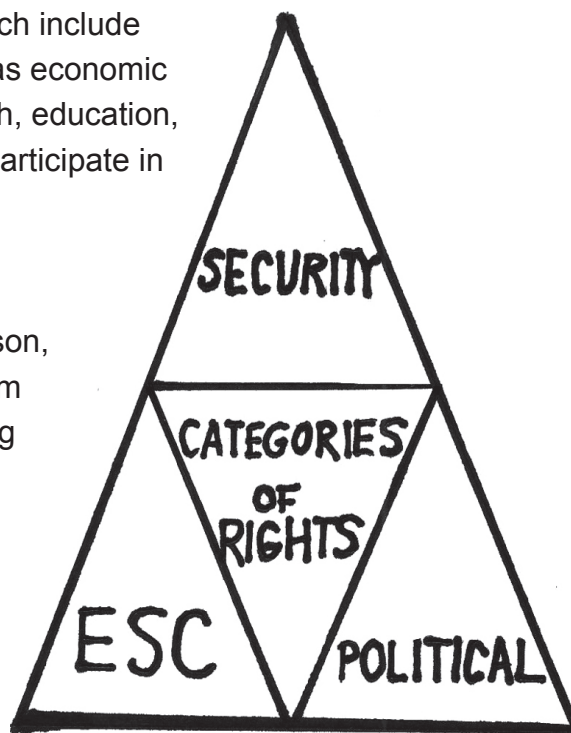 ch include
as economic
h, education,
articipate in
son,
m
g
SECURITY
CATEGORIES
OF
RIGHTS
ESC
POLITICAL